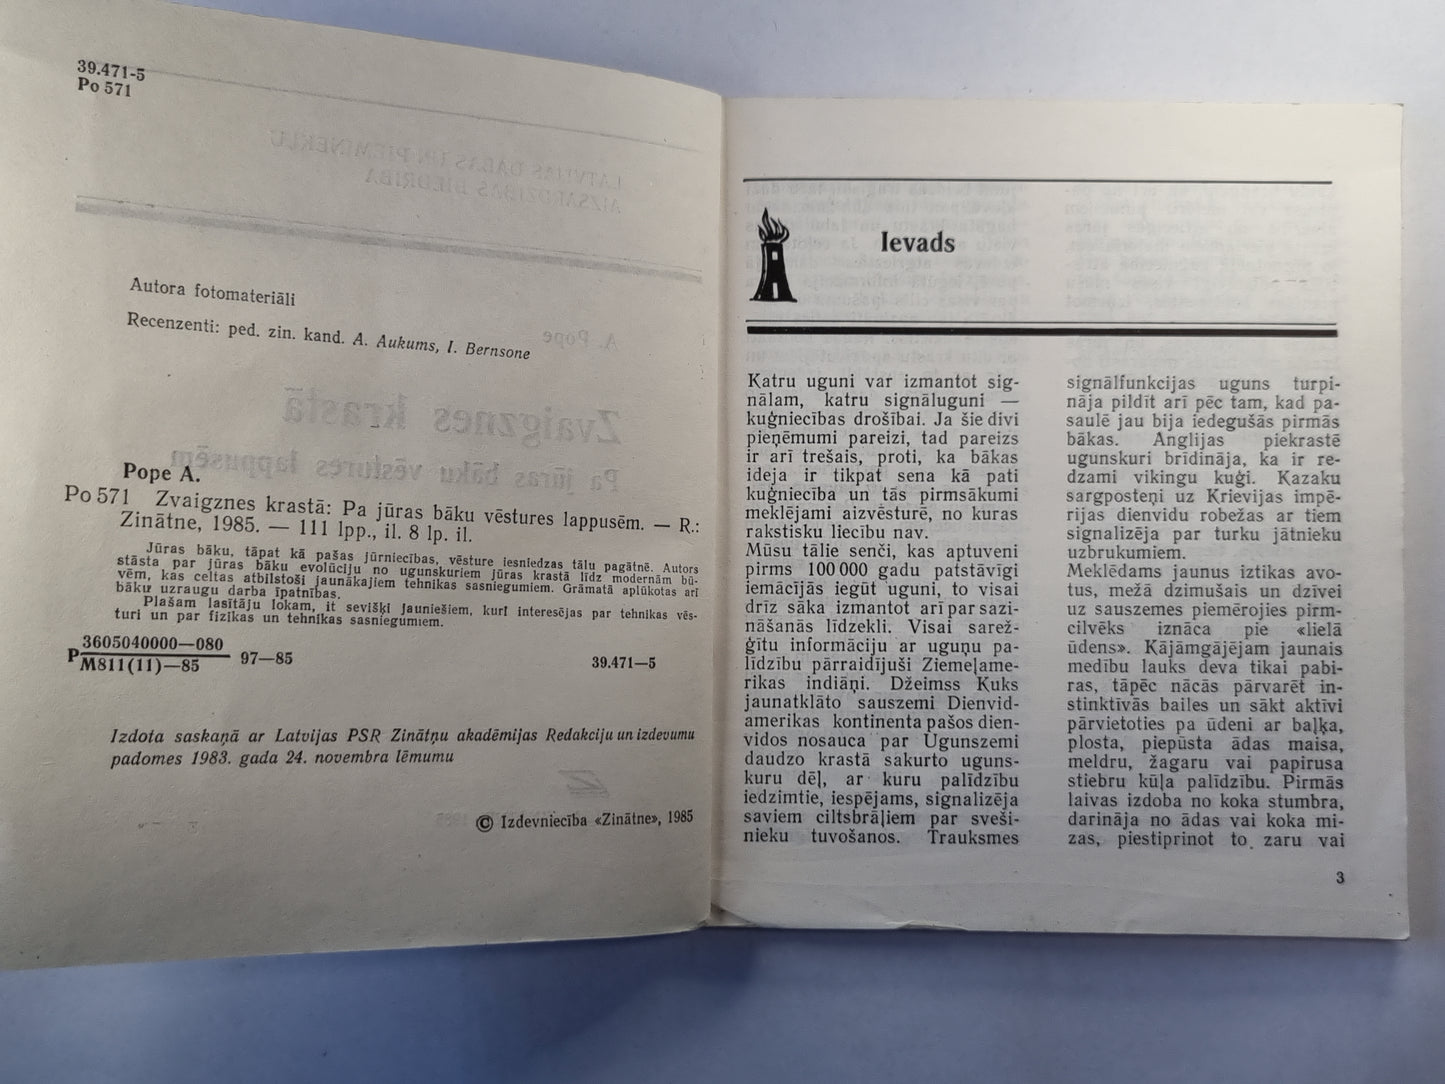 39.471-5
Po 571
Autora fotomateriāli
Recenzenti: ped. zin. kand. A. Aukums, I. Bernsone
Pope A.
Po 571 Zvaigznes krastā: Pa jūras bāku vēstures lappusēm. — R.:
Zinātne, 1985. — 111 lpp., il. 8 lp. il.
Jūras bāku, tāpat kā pašas jūrniecības, vēsture iesniedzas tālu pagātnē. Autors
stāsta par jūras bāku evolūciju no ugunskuriem jūras krastā līdz modernām bū-
vēm, kas celtas atbilstoši jaunākajiem tehnikas sasniegumiem. Grāmatā aplūkotas arī
bāku uzraugu darba īpatnības.
Plašam lasītāju lokam, it sevišķi jauniešiem, kuri interesējas par tehnikas vēs-
turi un par fizikas un tehnikas sasniegumiem.
P 3605040000—080 97—85
M811(11)—85
39.471—5
Izdota saskaņā ar Latvijas PSR Zinātņu akadēmijas Redakciju un izdevumu
padomes 1983. gada 24. novembra lēmumu
© Izdevniecība «Zinātne», 1985
Ievads
Katru uguni var izmantot sig-
nālam, katru signāluguni —
kuģniecības drošībai. Ja šie divi
pieņēmumi pareizi, tad pareizs
ir arī trešais, proti, ka bākas
ideja ir tikpat sena kā pati
kuģniecība un tās pirmsākumi
meklējami aizvēsturē, no kuras
rakstisku liecību nav.
Mūsu tālie senči, kas aptuveni
pirms 100 000 gadu patstāvīgi
iemācījās iegūt uguni, to visai
drīz sāka izmantot arī par sazi-
nāšanās līdzekli. Visai sarež-
ģītu informāciju ar uguņu pa-
līdzību pārraidījuši Ziemeļame-
rikas indiāņi. Džeimss Kuks
jaunatklāto sauszemi Dienvid-
amerikas kontinenta pašos dien-
vidos nosauca par Ugunszemi
daudzo krastā sakurto uguns-
kuru dēļ, ar kuru palīdzību
iedzimtie, iespējams, signalizēja
saviem ciltsbrāļiem par sveši-
nieku tuvošanos. Trauksmes
signālfunkcijas uguns turpi-
nāja pildīt arī pēc tam, kad pa-
saulē jau bija iedegušās pirmās
bākas. Anglijas piekrastē
ugunskuri brīdināja, ka ir re-
dzami vikingu kuģi. Kazaku
sargposteņi uz Krievijas impē-
rijas dienvidu robežas ar tiem
signalizēja par turku jātnieku
uzbrukumiem.
Meklēdams jaunus iztikas avo-
tus, mežā dzimušais un dzīvei
uz sauszemes piemērojies pirm-
cilvēks iznāca pie «lielā
ūdens». Kājāmgājējam jaunais
medību lauks deva tikai pabi-
ras, tāpēc nācās pārvarēt in-
stinktīvās bailes un sākt aktīvi
pārvietoties pa ūdeni ar baļķa,
plosta, piepūsta ādas maisa,
meldru, žagaru vai papirusa
stiebru kūļa palīdzību. Pirmās
laivas izdoba no koka stumbra,
darināja no ādas vai koka mi-
zas, piestiprinot to zaru vai
3